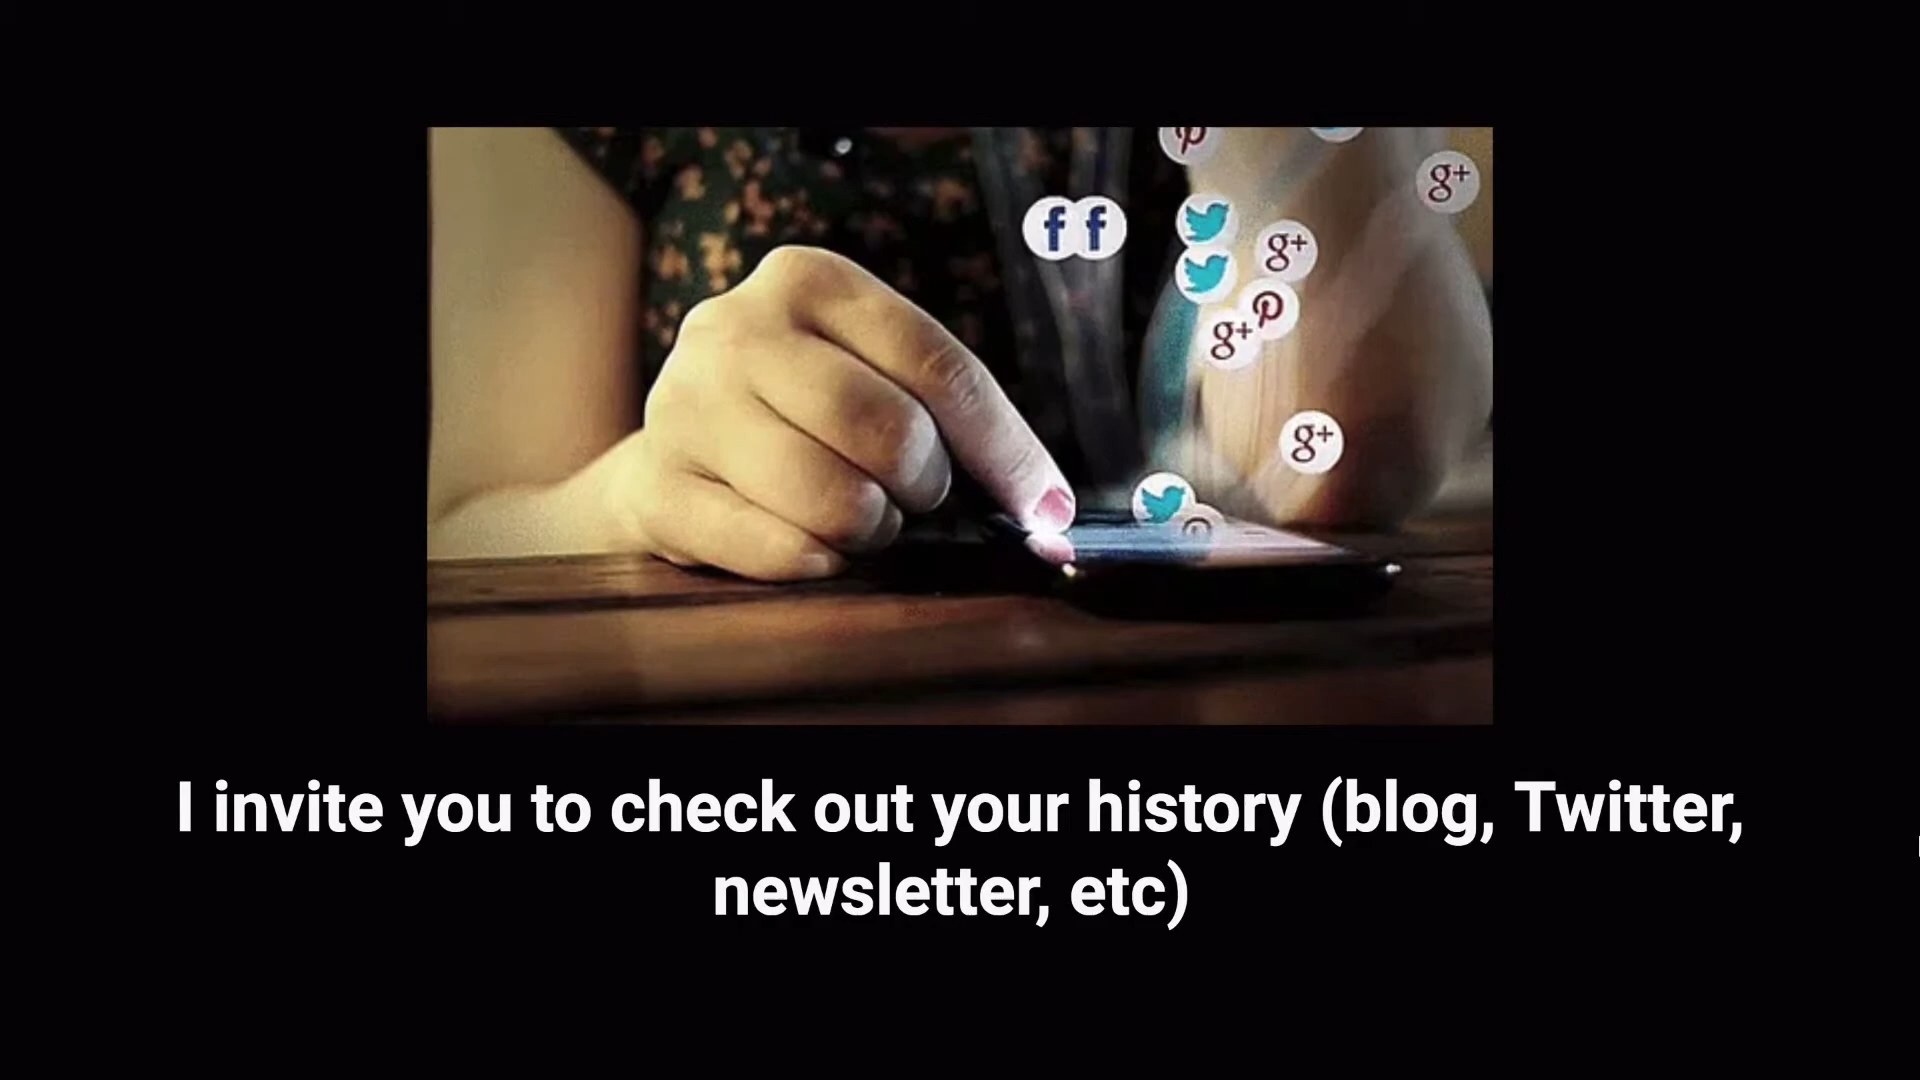 f f
g+
g+
g+
g+
I invite you to check out your history (blog, Twitter,
newsletter, etc)